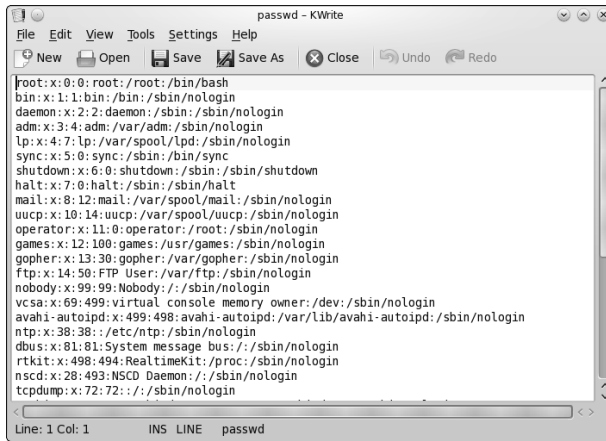 passwd – KWrite
File Edit View Tools Settings Help
New Open Save Save As Close Undo Redo
root:x:0:0:root:/root:/bin/bash
bin:x:1:1:bin:/bin:/sbin/nologin
daemon:x:2:2:daemon:/sbin:/sbin/nologin
adm:x:3:4:adm:/var/adm:/sbin/nologin
lp:x:4:7:lp:/var/spool/lpd:/sbin/nologin
sync:x:5:0:sync:/sbin:/bin/sync
shutdown:x:6:0:shutdown:/sbin:/sbin/shutdown
halt:x:7:0:halt:/sbin:/sbin/halt
mail:x:8:12:mail:/var/spool/mail:/sbin/nologin
uucp:x:10:14:uucp:/var/spool/uucp:/sbin/nologin
operator:x:11:0:operator:/root:/sbin/nologin
games:x:12:100:games:/usr/games:/sbin/nologin
gopher:x:13:30:gopher:/var/gopher:/sbin/nologin
ftp:x:14:50:FTP User:/var/ftp:/sbin/nologin
nobody:x:99:99:Nobody:/:/sbin/nologin
vcsa:x:69:499:virtual console memory owner:/dev:/sbin/nologin
avahi-autoipd:x:499:498:avahi-autoipd:/var/lib/avahi-autoipd:/sbin/nologin
ntp:x:38:38::/etc/ntp:/sbin/nologin
dbus:x:81:81:System message bus:/:/sbin/nologin
rtkit:x:498:494:RealtimeKit:/proc:/sbin/nologin
nscd:x:28:493:NSCD Daemon:/:/sbin/nologin
tcpdump:x:72:72::/:/sbin/nologin
Line: 1 Col: 1 INS LINE passwd